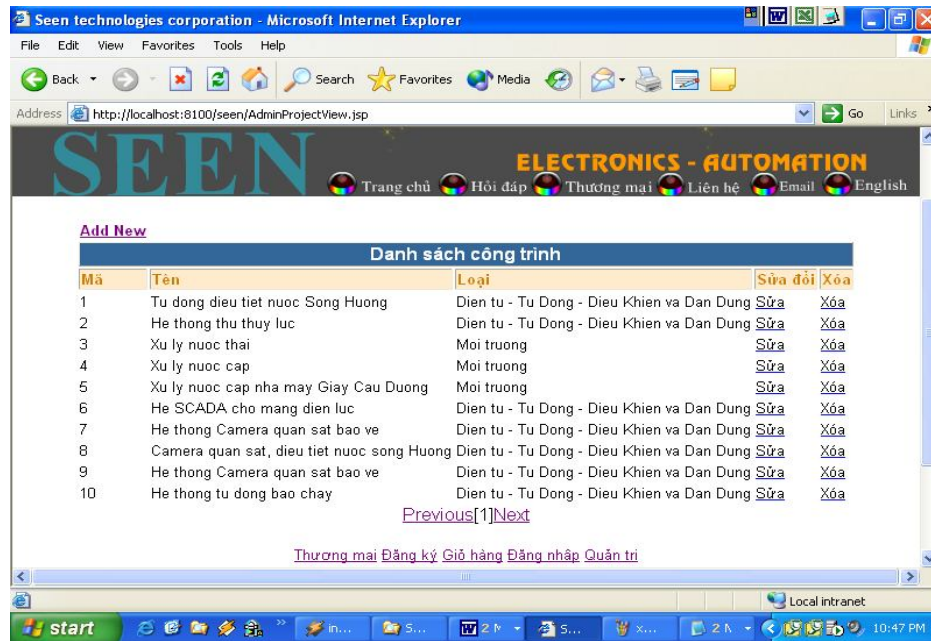 Seen technologies corporation - Microsoft Internet Explorer
File Edit View Favorites Tools Help
Back Search Favorites Media
Address http://localhost:8100/seen/AdminProjectView.jsp Go Links
SEEN
ELECTRONICS - AUTOMATION
Trang chủ Hỏi đáp Thương mại Liên hệ Email English
Add New
Danh sách công trình
Mã Tên Loại Sửa đổi Xóa
1 Tu dong dieu tiet nuoc Song Huong Dien tu - Tu Dong - Dieu Khien va Dan Dung Sửa Xóa
2 He thong thu thuy luc Dien tu - Tu Dong - Dieu Khien va Dan Dung Sửa Xóa
3 Xu ly nuoc thai Moi truong Sửa Xóa
4 Xu ly nuoc cap Moi truong Sửa Xóa
5 Xu ly nuoc cap nha may Giay Cau Duong Moi truong Sửa Xóa
6 He SCADA cho mang dien luc Dien tu - Tu Dong - Dieu Khien va Dan Dung Sửa Xóa
7 He thong Camera quan sat bao ve Dien tu - Tu Dong - Dieu Khien va Dan Dung Sửa Xóa
8 Camera quan sat, dieu tiet nuoc song Huong Dien tu - Tu Dong - Dieu Khien va Dan Dung Sửa Xóa
9 He thong Camera quan sat bao ve Dien tu - Tu Dong - Dieu Khien va Dan Dung Sửa Xóa
10 He thong tu dong bao chay Dien tu - Tu Dong - Dieu Khien va Dan Dung Sửa Xóa
Previous[1]Next
Thương mại Đăng ký Giỏ hàng Đăng nhập Quản trị
Local intranet
start in... S... 2 S... x... 2 10:47 PM